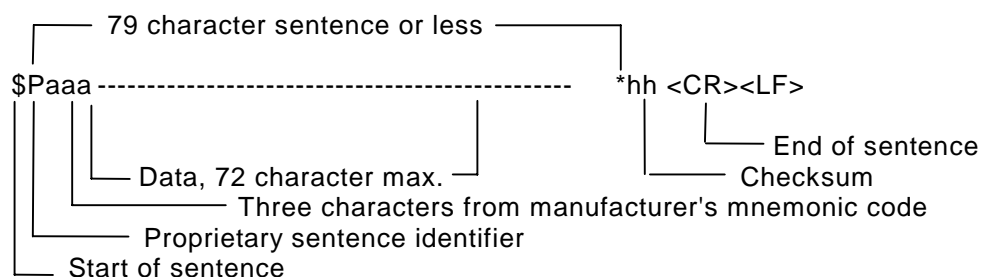 79 character sentence or less
$Paaa ----------------------------------------------- *hh <CR><LF>
End of sentence
Data, 72 character max.
Checksum
Three characters from manufacturer's mnemonic code
Proprietary sentence identifier
Start of sentence